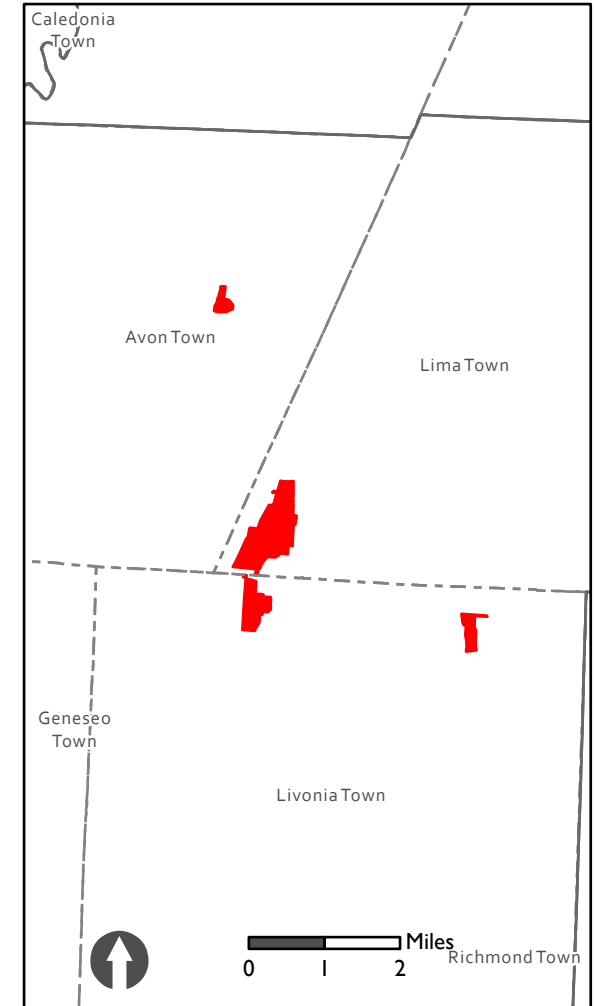 Caledonia
Town
Avon Town
Lima Town
Geneseo
Town
Livonia Town
Miles
0 1 2
Richmond Town